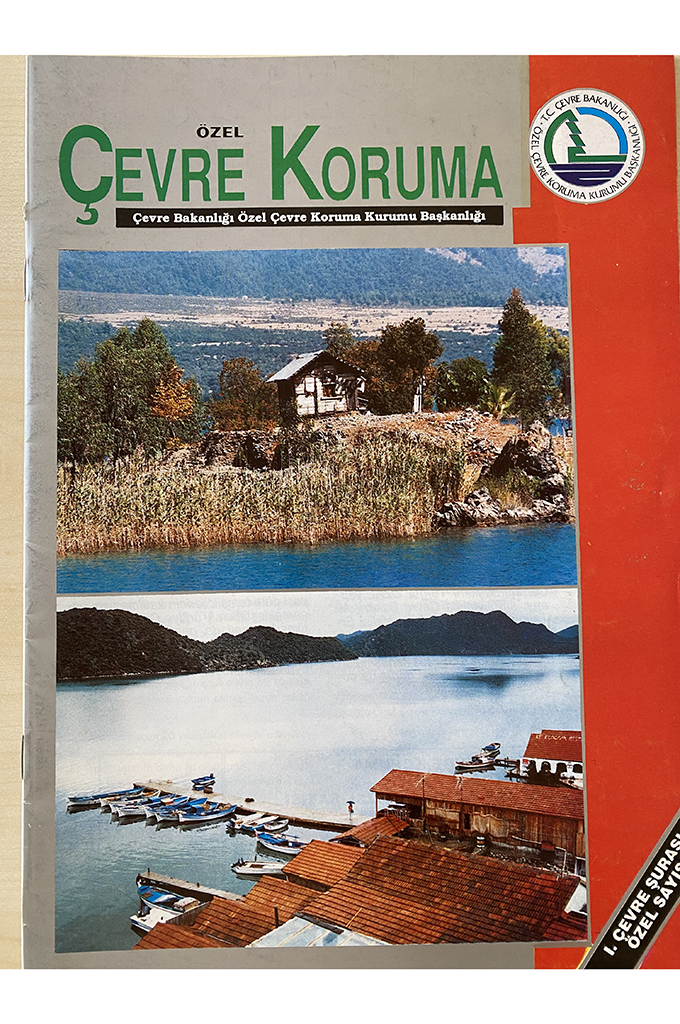 ÖZEL
ÇEVRE KORUMA
Çevre Bakanlığı Özel Çevre Koruma Kurumu Başkanlığı
• T.C. ÇEVRE BAKANLIĞI •
ÖZEL ÇEVRE KORUMA KURUMU BAŞKANLIĞI
I. ÇEVRE ŞURASI
ÖZEL SAYISI